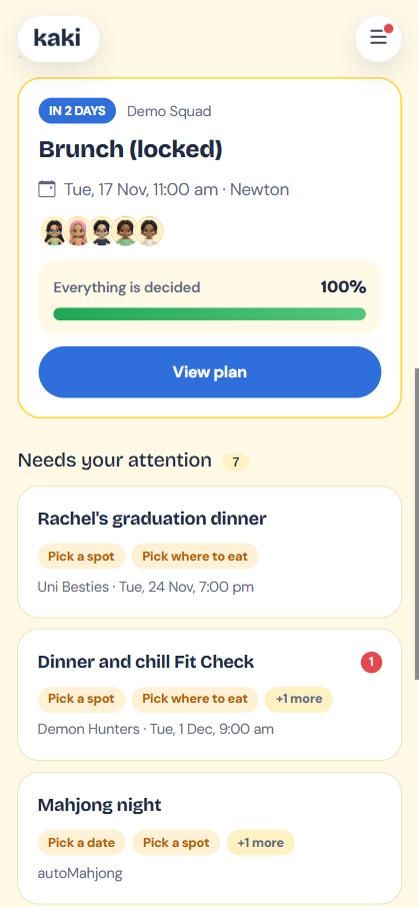 kaki
IN 2 DAYS Demo Squad
Brunch (locked)
Tue, 17 Nov, 11:00 am · Newton
Everything is decided 100%
View plan
Needs your attention 7
Rachel's graduation dinner
Pick a spot Pick where to eat
Uni Besties · Tue, 24 Nov, 7:00 pm
Dinner and chill Fit Check 1
Pick a spot Pick where to eat +1 more
Demon Hunters · Tue, 1 Dec, 9:00 am
Mahjong night
Pick a date Pick a spot +1 more
autoMahjong